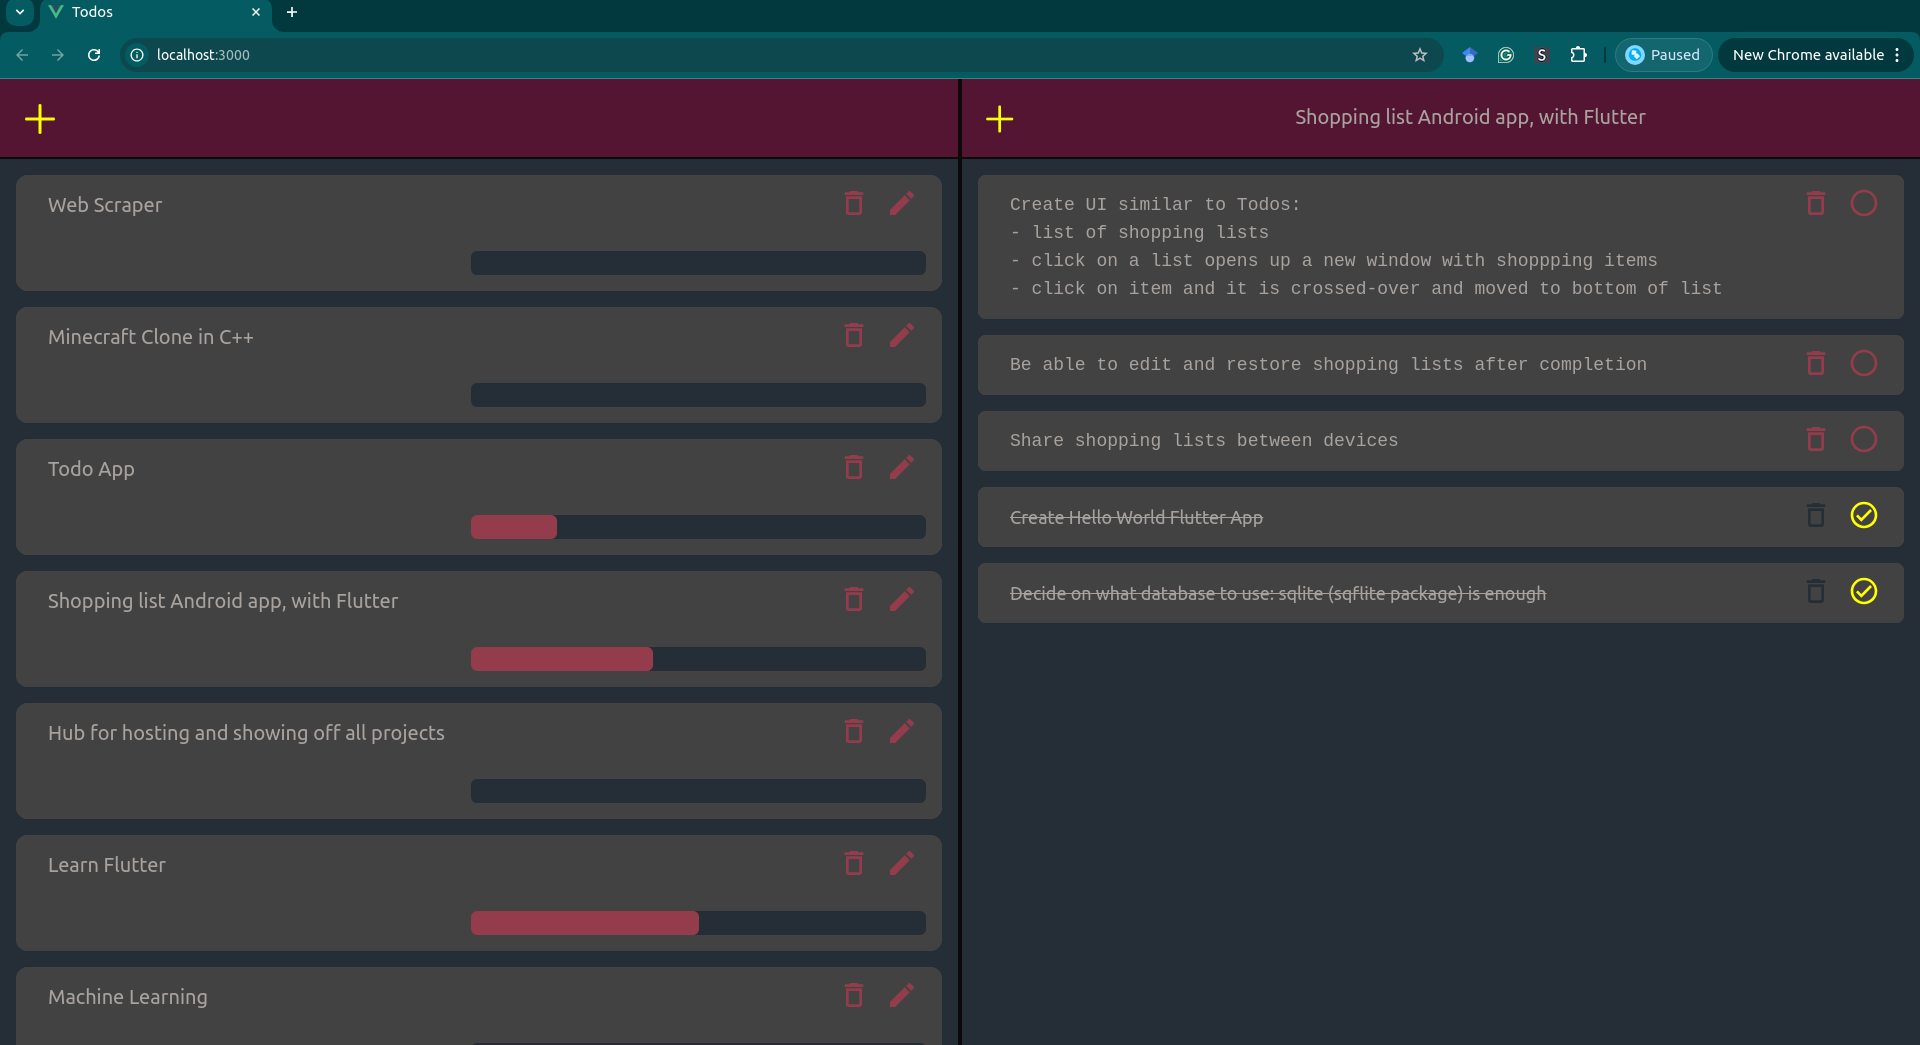 Todos
localhost:3000
S
Paused
New Chrome available
Shopping list Android app, with Flutter
Web Scraper
Minecraft Clone in C++
Todo App
Shopping list Android app, with Flutter
Hub for hosting and showing off all projects
Learn Flutter
Machine Learning
Create UI similar to Todos:
- list of shopping lists
- click on a list opens up a new window with shoppping items
- click on item and it is crossed-over and moved to bottom of list
Be able to edit and restore shopping lists after completion
Share shopping lists between devices
Create Hello World Flutter App
Decide on what database to use: sqlite (sqflite package) is enough